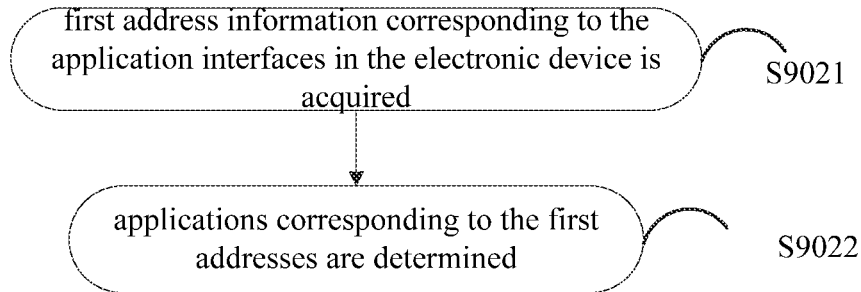 first address information corresponding to the
application interfaces in the electronic device is
acquired
S9021
applications corresponding to the first
addresses are determined
S9022